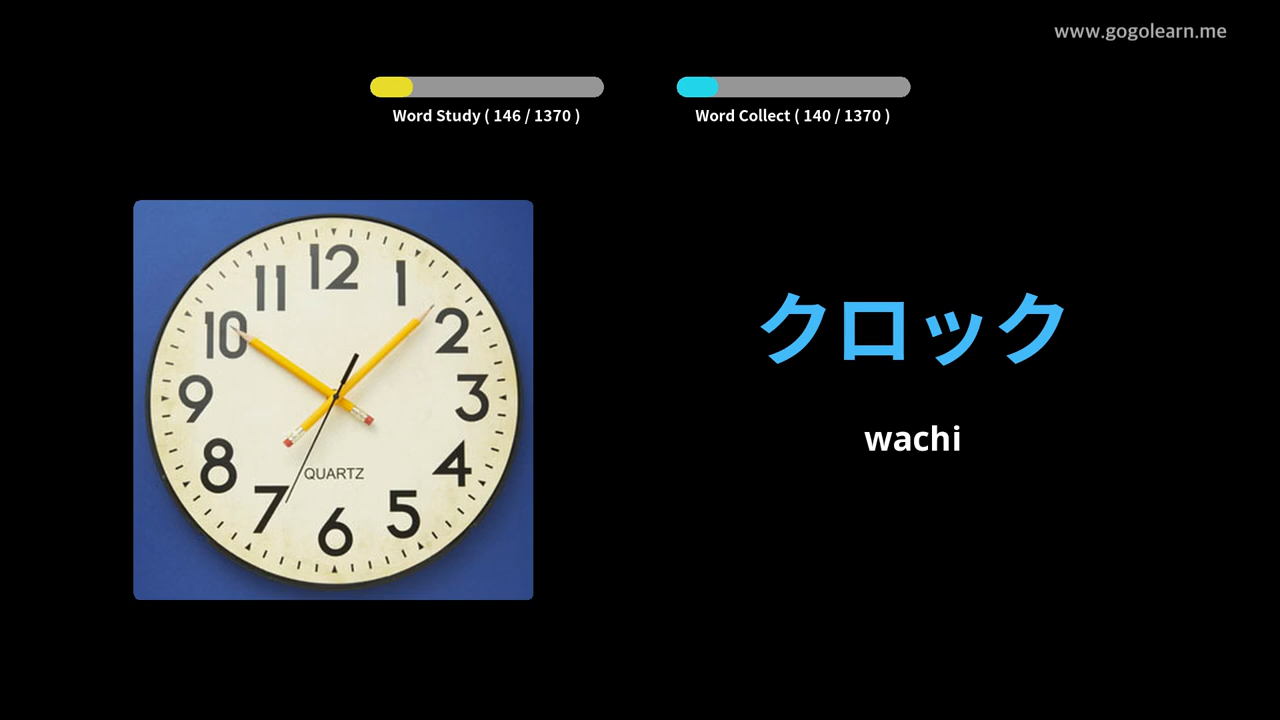 www.gogolearn.me
Word Study ( 146 / 1370 )
Word Collect ( 140 / 1370 )
12
1
2
3
4
5
6
7
8
9
10
11
QUARTZ
クロック
wachi